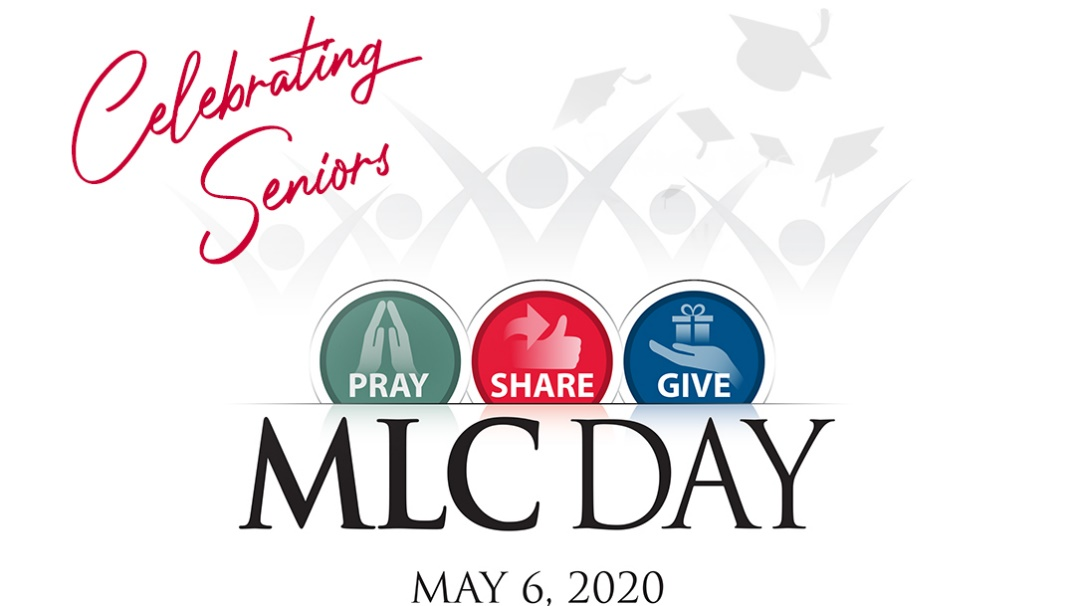 Celebrating
Seniors
PRAY SHARE GIVE
MLC DAY
MAY 6, 2020